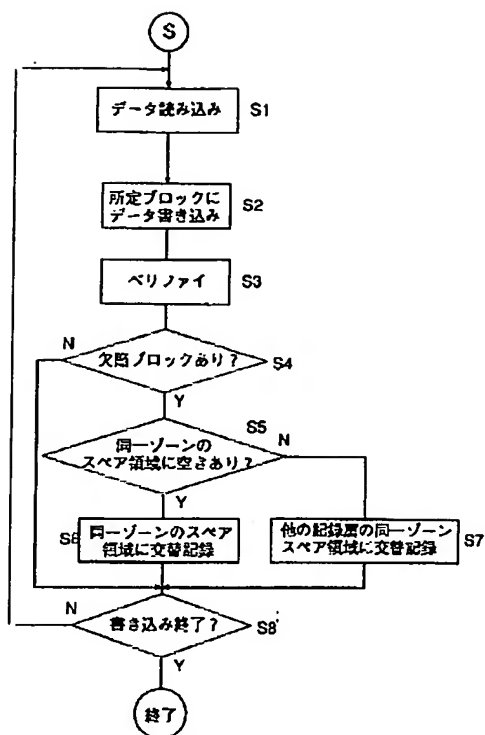 S
データ読み込み
S1
所定ブロックに
データ書き込み
S2
ベリファイ
S3
N
欠陥ブロックあり?
S4
Y
S5
同一ゾーンの
スペア領域に空きあり?
N
Y
S6
同一ゾーンのスペア
領域に交替記録
他の記録層の同一ゾーン
スペア領域に交替記録
S7
N
書き込み終了?
S8
Y
終了